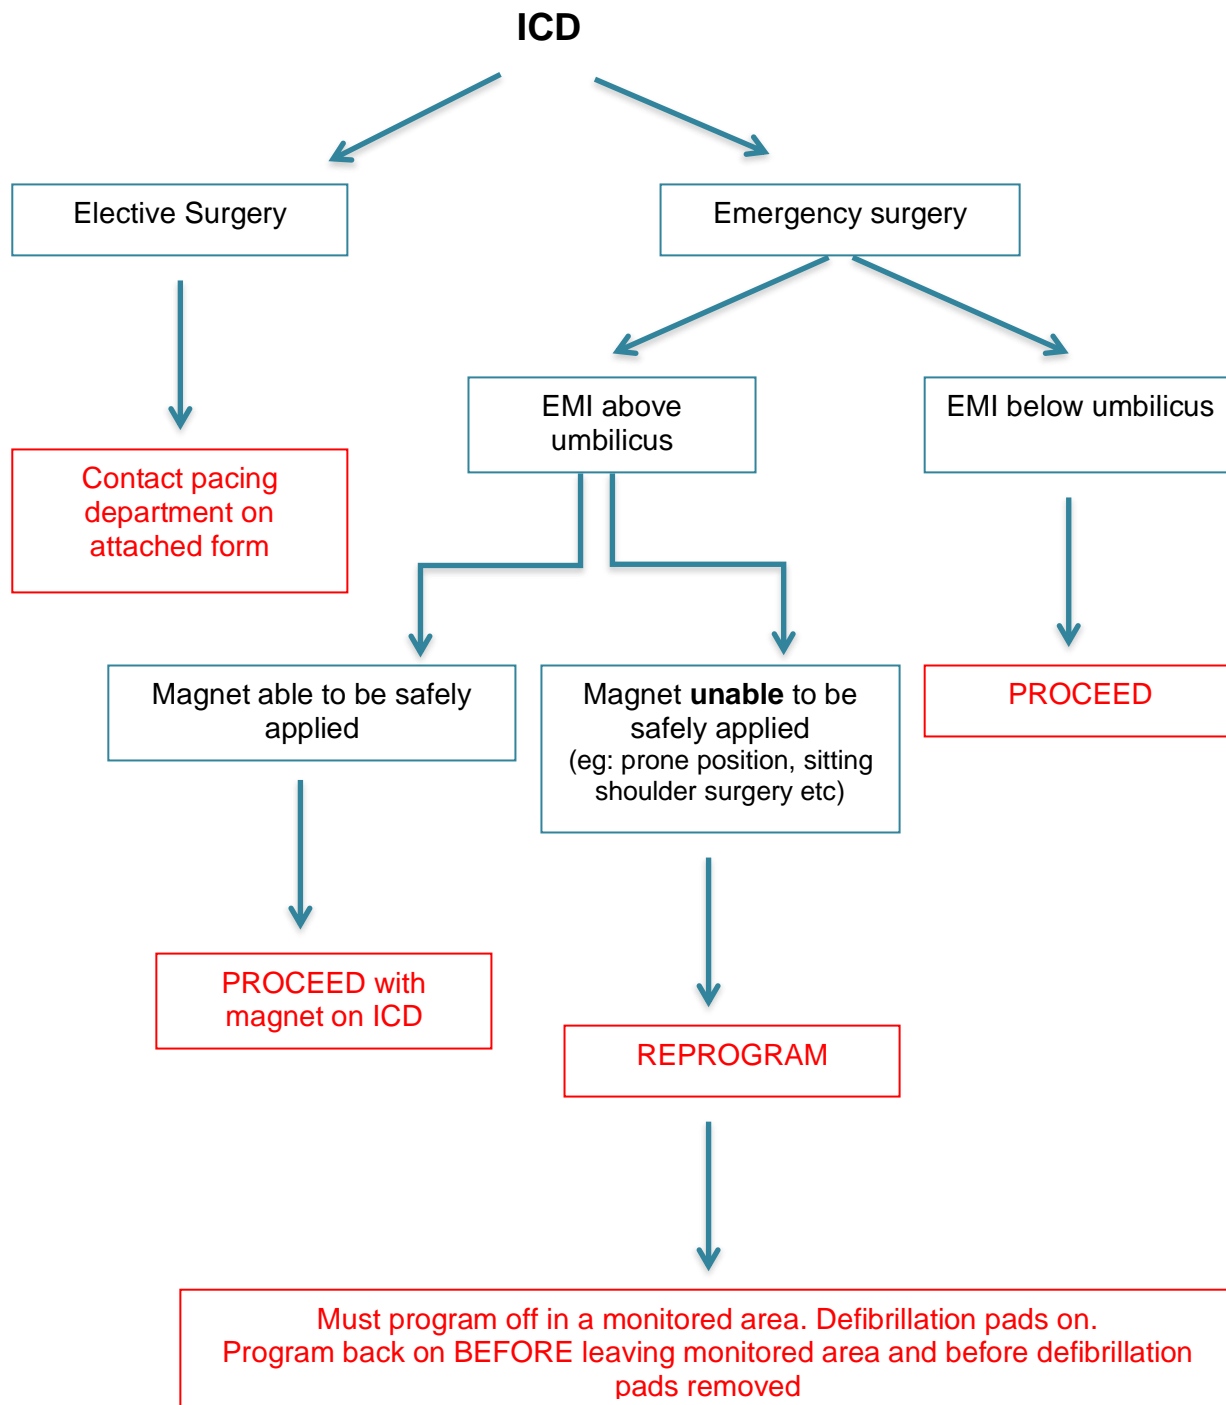 ICD
Elective Surgery
Emergency surgery
EMI above
umbilicus
EMI below umbilicus
Contact pacing
department on
attached form
Magnet able to be safely
applied
Magnet unable to be
safely applied
(eg: prone position, sitting
shoulder surgery etc)
PROCEED
PROCEED with
magnet on ICD
REPROGRAM
Must program off in a monitored area. Defibrillation pads on.
Program back on BEFORE leaving monitored area and before defibrillation
pads removed